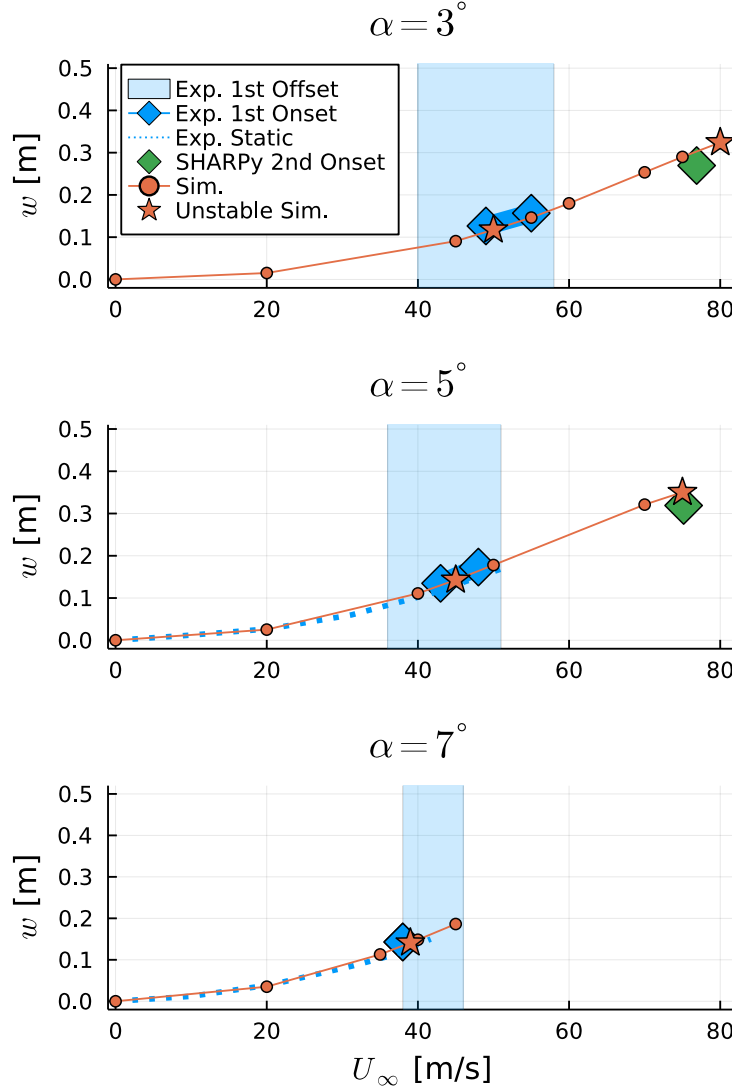 α = 3°
0.5
0.4
0.3
0.2
0.1
0.0
w [m]
Exp. 1st Offset
Exp. 1st Onset
Exp. Static
SHARPy 2nd Onset
Sim.
Unstable Sim.
0 20 40 60 80
α = 5°
0.5
0.4
0.3
0.2
0.1
0.0
w [m]
0 20 40 60 80
α = 7°
0.5
0.4
0.3
0.2
0.1
0.0
w [m]
0 20 40 60 80
U∞ [m/s]